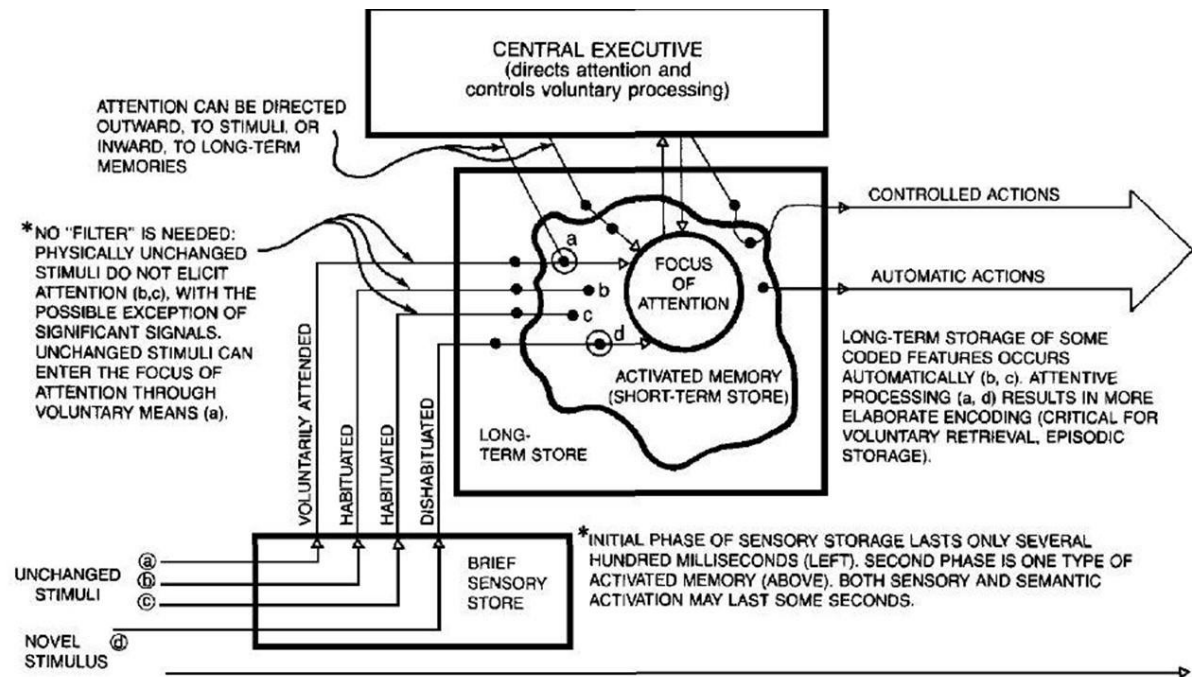 CENTRAL EXECUTIVE
(directs attention and
controls voluntary processing)
ATTENTION CAN BE DIRECTED
OUTWARD, TO STIMULI, OR
INWARD, TO LONG-TERM
MEMORIES
*NO "FILTER" IS NEEDED:
PHYSICALLY UNCHANGED
STIMULI DO NOT ELICIT
ATTENTION (b,c), WITH THE
POSSIBLE EXCEPTION OF
SIGNIFICANT SIGNALS.
UNCHANGED STIMULI CAN
ENTER THE FOCUS OF
ATTENTION THROUGH
VOLUNTARY MEANS (a).
a
b
c
d
FOCUS
OF
ATTENTION
ACTIVATED MEMORY
(SHORT-TERM STORE)
LONG-
TERM STORE
CONTROLLED ACTIONS
AUTOMATIC ACTIONS
LONG-TERM STORAGE OF SOME
CODED FEATURES OCCURS
AUTOMATICALLY (b, c). ATTENTIVE
PROCESSING (a, d) RESULTS IN MORE
ELABORATE ENCODING (CRITICAL FOR
VOLUNTARY RETRIEVAL, EPISODIC
STORAGE).
VOLUNTARILY ATTENDED
HABITUATED
HABITUATED
DISHABITUATED
UNCHANGED
STIMULI
a
b
c
NOVEL
STIMULUS
d
BRIEF
SENSORY
STORE
*INITIAL PHASE OF SENSORY STORAGE LASTS ONLY SEVERAL
HUNDRED MILLISECONDS (LEFT). SECOND PHASE IS ONE TYPE OF
ACTIVATED MEMORY (ABOVE). BOTH SENSORY AND SEMANTIC
ACTIVATION MAY LAST SOME SECONDS.